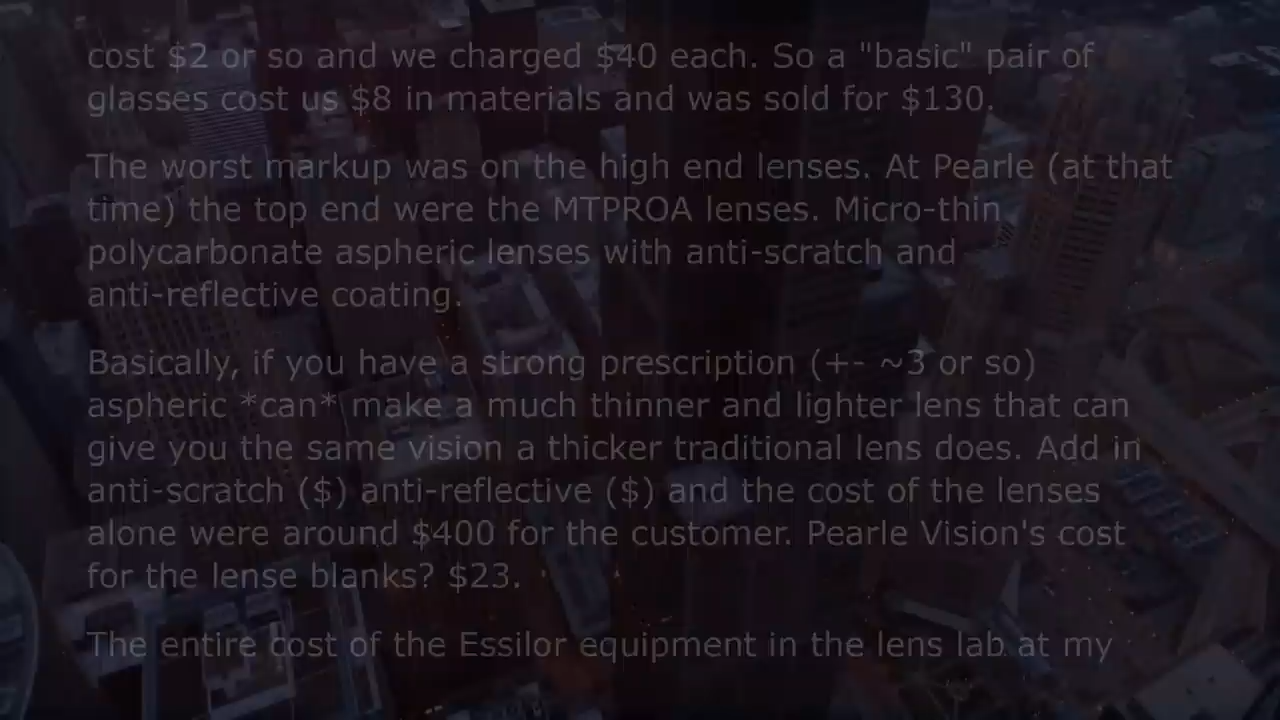 cost $2 or so and we charged $40 each. So a "basic" pair of
glasses cost us $8 in materials and was sold for $130.
The worst markup was on the high end lenses. At Pearle (at that
time) the top end were the MTPROA lenses. Micro-thin
polycarbonate aspheric lenses with anti-scratch and
anti-reflective coating.
Basically, if you have a strong prescription (+- ~3 or so)
aspheric *can* make a much thinner and lighter lens that can
give you the same vision a thicker traditional lens does. Add in
anti-scratch ($) anti-reflective ($) and the cost of the lenses
alone were around $400 for the customer. Pearle Vision's cost
for the lense blanks? $23.
The entire cost of the Essilor equipment in the lens lab at my